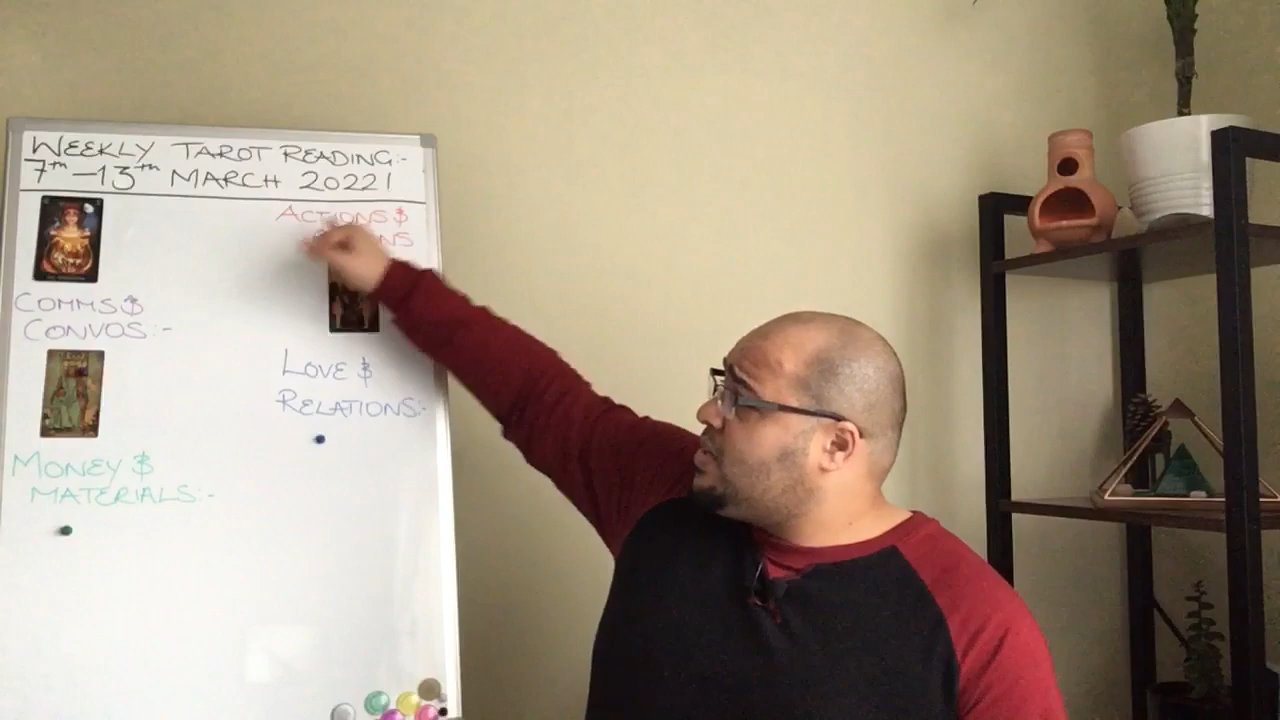 WEEKLY TAROT READING:-
7th-13th MARCH 2022!
ACTIONS &
COMMS &
CONVOS:-
LOVE &
RELATIONS:-
MONEY &
MATERIALS:-